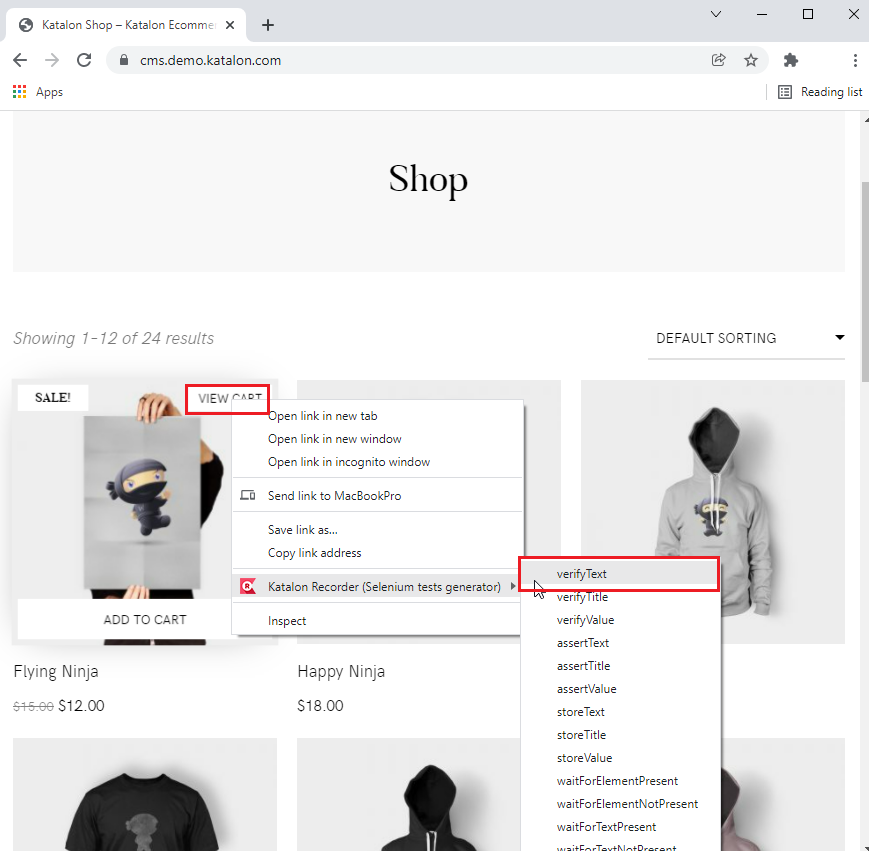 Katalon Shop – Katalon Ecomme
cms.demo.katalon.com
Apps
Reading list
Shop
Showing 1–12 of 24 results
DEFAULT SORTING
SALE!
VIEW CART
Open link in new tab
Open link in new window
Open link in incognito window
Send link to MacBookPro
Save link as...
Copy link address
Katalon Recorder (Selenium tests generator)
Inspect
verifyText
verifyTitle
verifyValue
assertText
assertTitle
assertValue
storeText
storeTitle
storeValue
waitForElementPresent
waitForElementNotPresent
waitForTextPresent
waitForTextNotPresent
ADD TO CART
Flying Ninja
$15.00 $12.00
Happy Ninja
$18.00